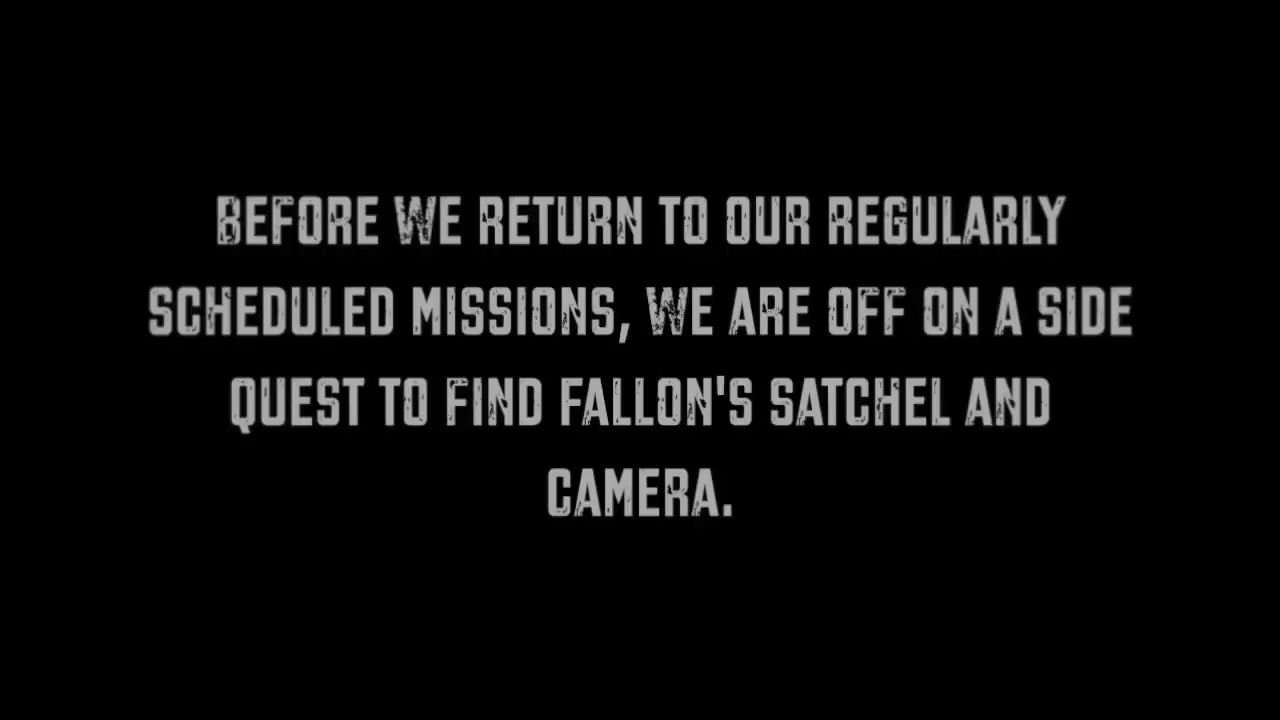 BEFORE WE RETURN TO OUR REGULARLY
SCHEDULED MISSIONS, WE ARE OFF ON A SIDE
QUEST TO FIND FALLON'S SATCHEL AND
CAMERA.